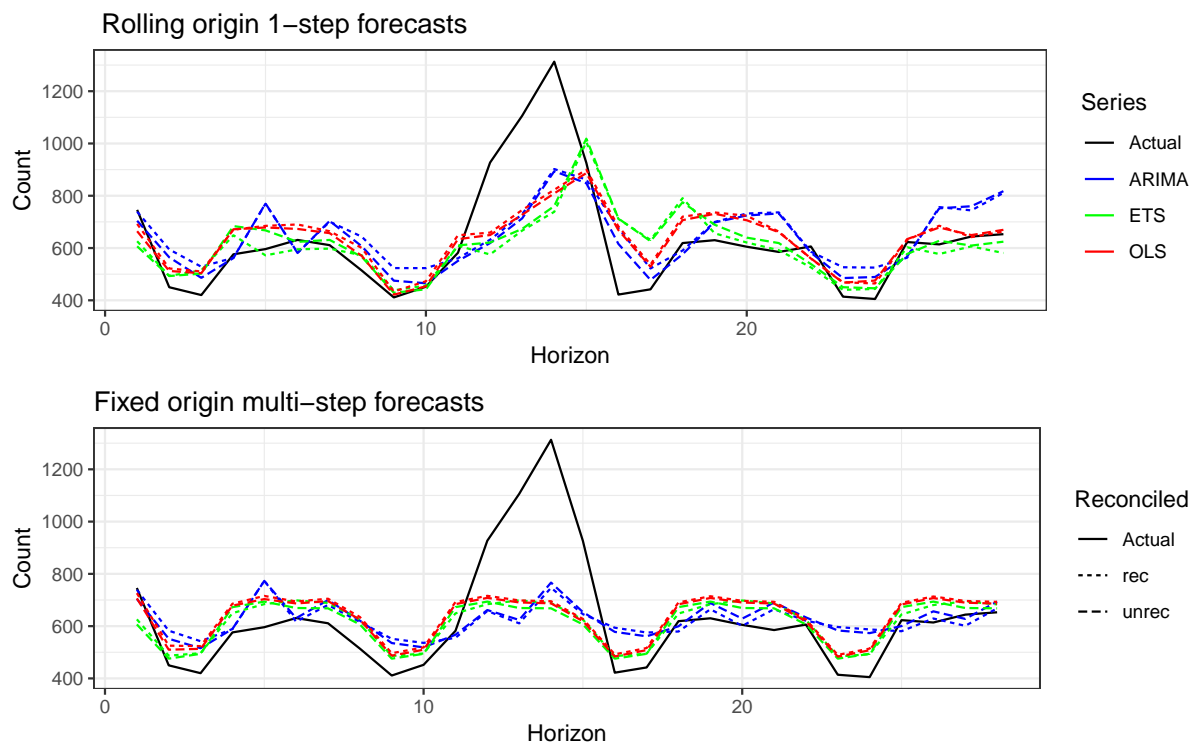 Rolling origin 1−step forecasts
1200
1000
800
600
400
Count
0
10
20
Horizon
Series
Actual
ARIMA
ETS
OLS
Fixed origin multi−step forecasts
1200
1000
800
600
400
Count
0
10
20
Horizon
Reconciled
Actual
rec
unrec